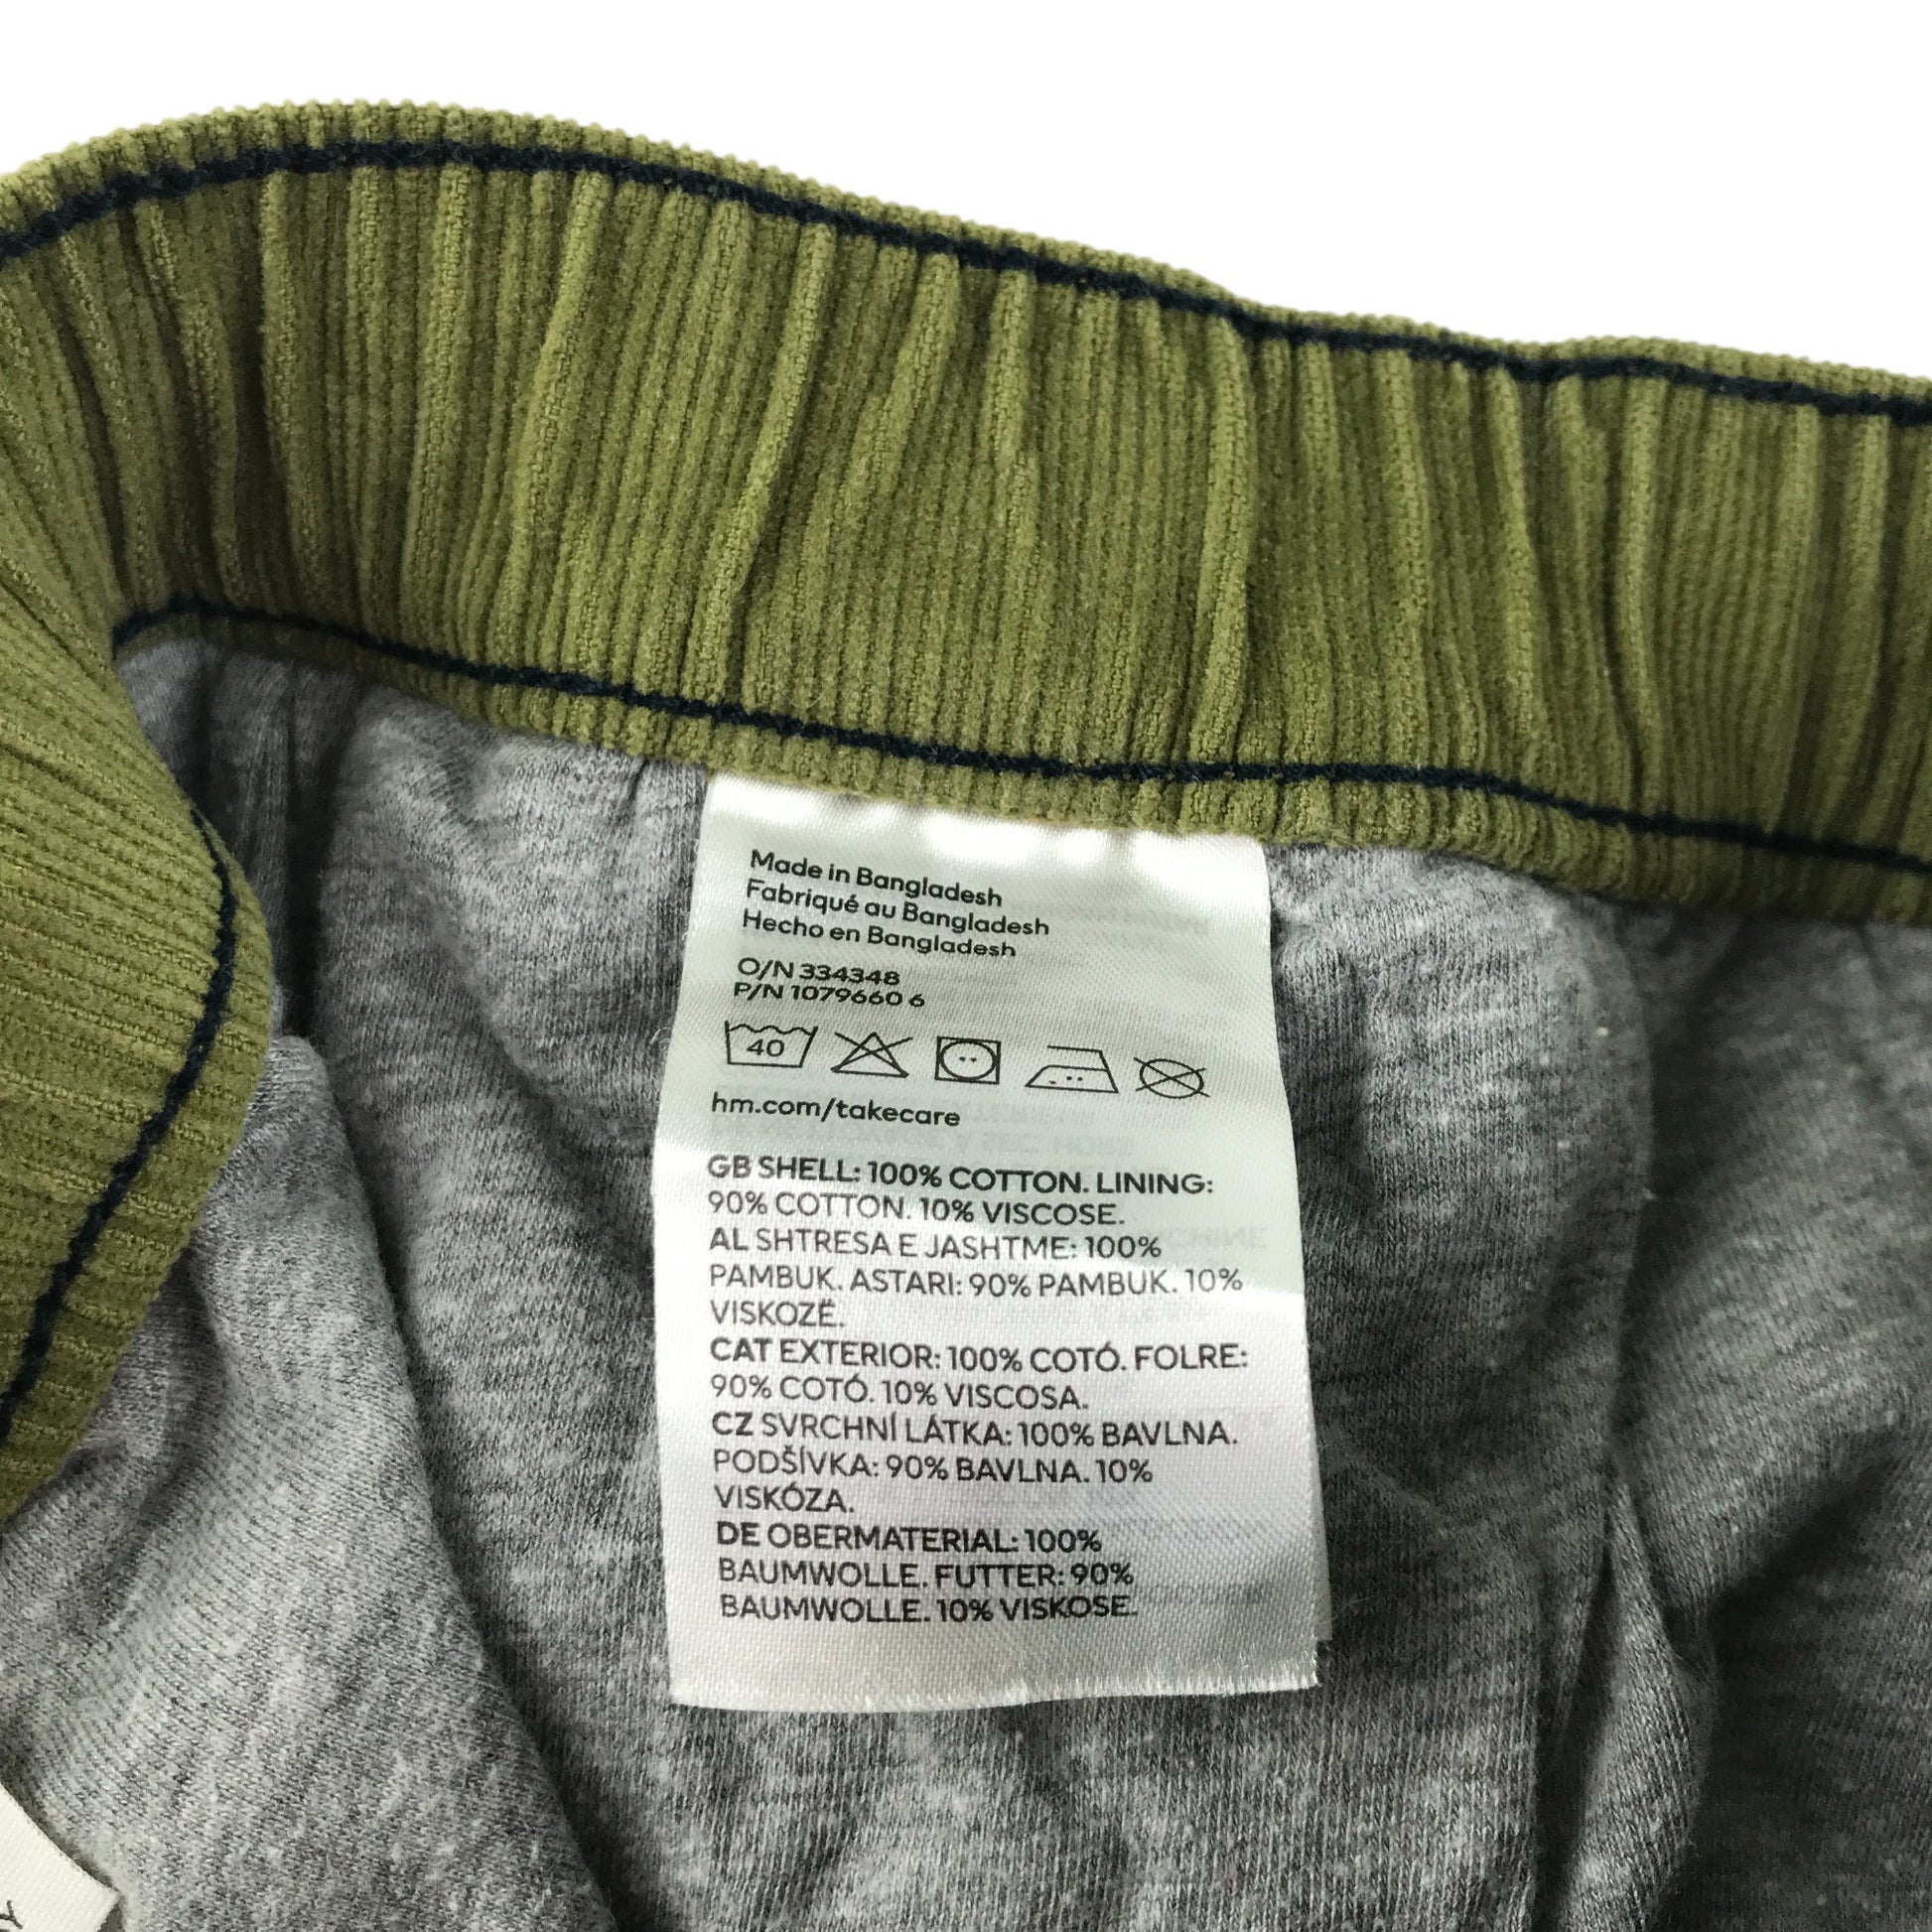 Made in Bangladesh
Fabriqué au Bangladesh
Hecho en Bangladesh
O/N 334348
P/N 1079660 6
40
hm.com/takecare
GB SHELL: 100% COTTON. LINING:
90% COTTON. 10% VISCOSE.
AL SHTRESA E JASHTME: 100%
PAMBUK. ASTARI: 90% PAMBUK. 10%
VISKOZË.
CAT EXTERIOR: 100% COTÓ. FOLRE:
90% COTÓ. 10% VISCOSA.
CZ SVRCHNÍ LÁTKA: 100% BAVLNA.
PODŠÍVKA: 90% BAVLNA. 10%
VISKÓZA.
DE OBERMATERIAL: 100%
BAUMWOLLE. FUTTER: 90%
BAUMWOLLE. 10% VISKOSE.